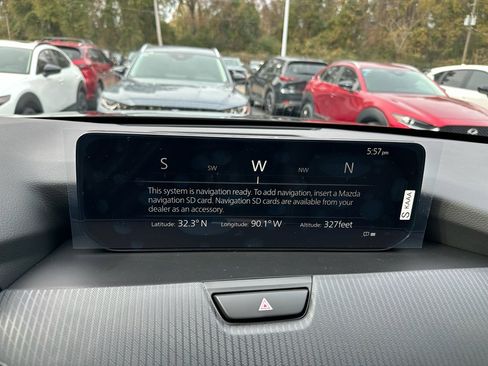 5:57 pm
S SW W NW N
This system is navigation ready. To add navigation, insert a Mazda
navigation SD card. Navigation SD cards are available from your
dealer as an accessory.
Latitude: 32.3° N Longitude: 90.1° W Altitude: 327feet
S KAAA